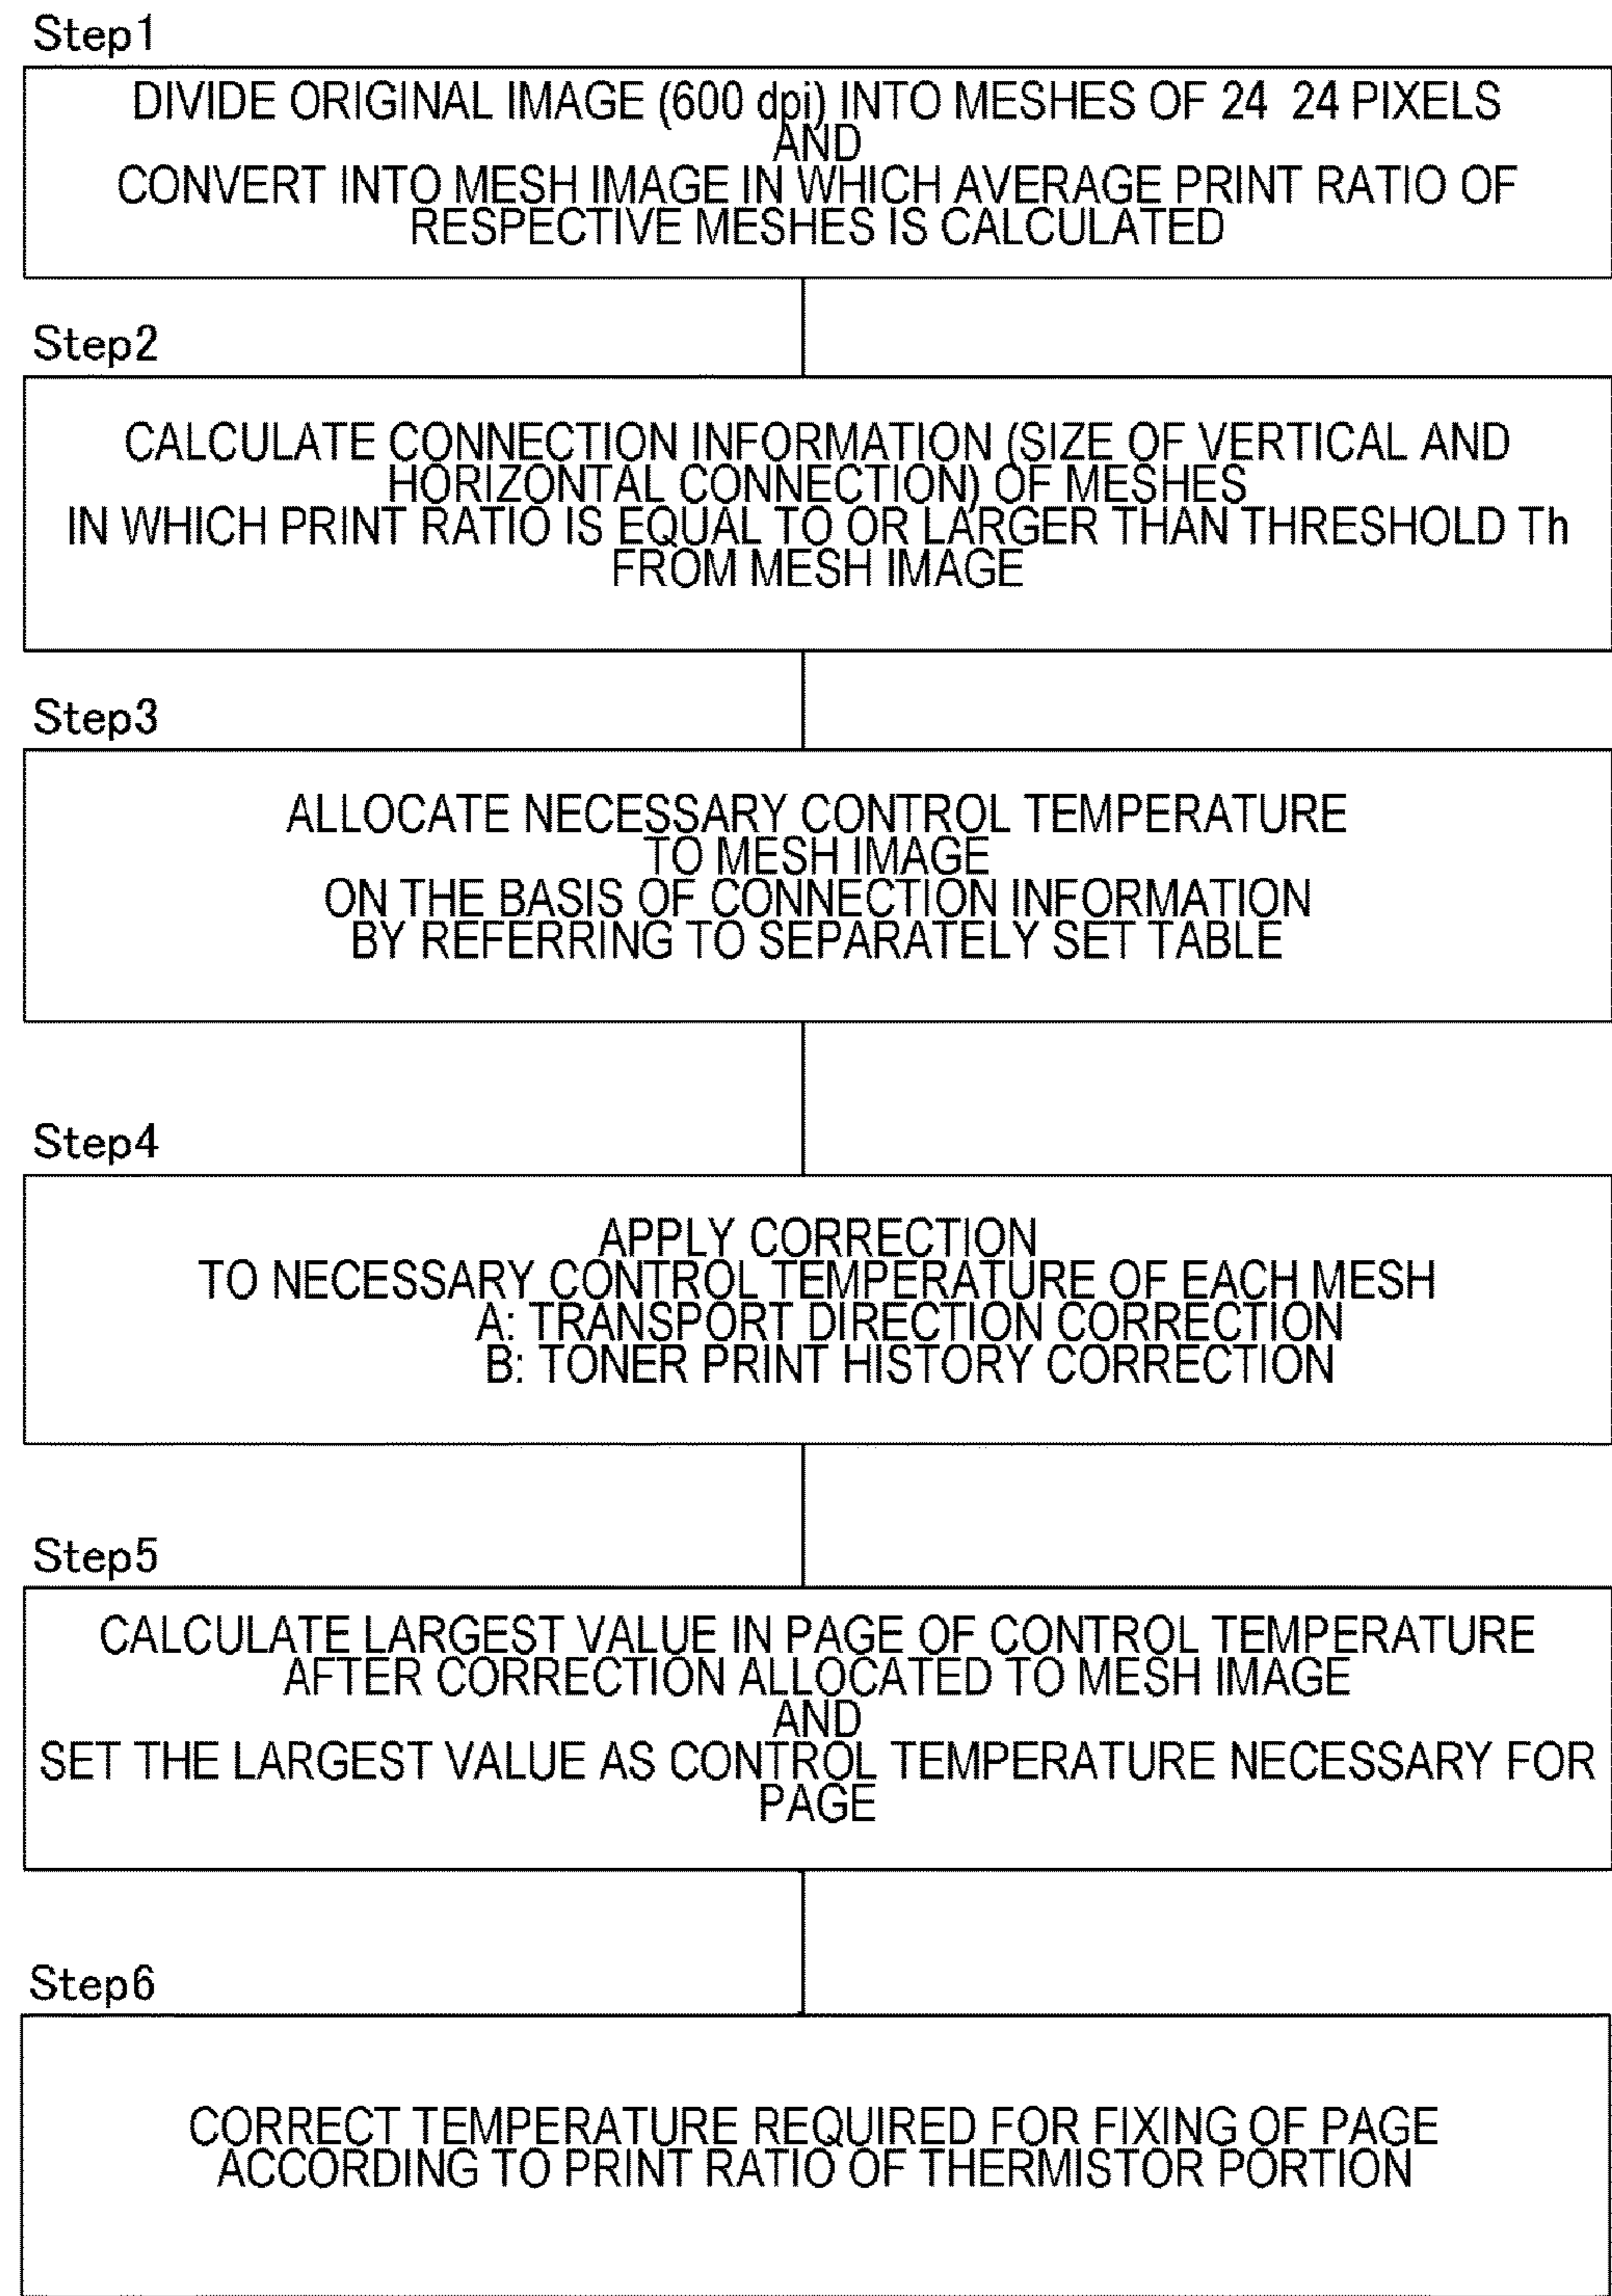 Step1
DIVIDE ORIGINAL IMAGE (600 dpi) INTO MESHES OF 24 24 PIXELS
AND
CONVERT INTO MESH IMAGE IN WHICH AVERAGE PRINT RATIO OF
RESPECTIVE MESHES IS CALCULATED
Step2
CALCULATE CONNECTION INFORMATION (SIZE OF VERTICAL AND
HORIZONTAL CONNECTION) OF MESHES
IN WHICH PRINT RATIO IS EQUAL TO OR LARGER THAN THRESHOLD Th
FROM MESH IMAGE
Step3
ALLOCATE NECESSARY CONTROL TEMPERATURE
TO MESH IMAGE
ON THE BASIS OF CONNECTION INFORMATION
BY REFERRING TO SEPARATELY SET TABLE
Step4
APPLY CORRECTION
TO NECESSARY CONTROL TEMPERATURE OF EACH MESH
A: TRANSPORT DIRECTION CORRECTION
B: TONER PRINT HISTORY CORRECTION
Step5
CALCULATE LARGEST VALUE IN PAGE OF CONTROL TEMPERATURE
AFTER CORRECTION ALLOCATED TO MESH IMAGE
AND
SET THE LARGEST VALUE AS CONTROL TEMPERATURE NECESSARY FOR
PAGE
Step6
CORRECT TEMPERATURE REQUIRED FOR FIXING OF PAGE
ACCORDING TO PRINT RATIO OF THERMISTOR PORTION